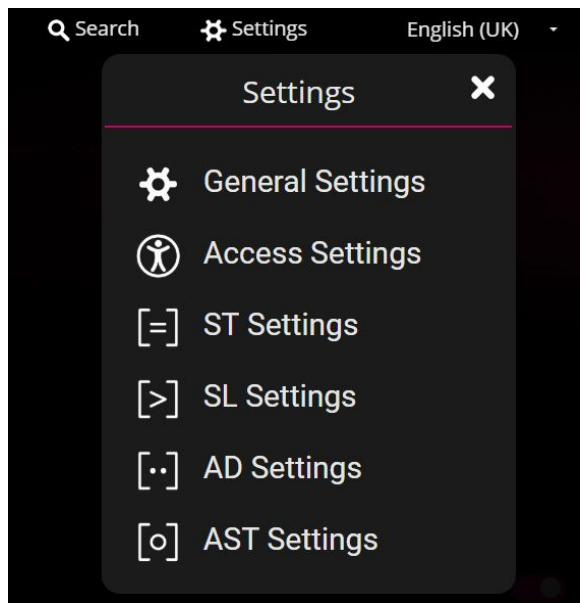 Search Settings English (UK)
Settings
General Settings
Access Settings
[=] ST Settings
[>] SL Settings
[··] AD Settings
[o] AST Settings